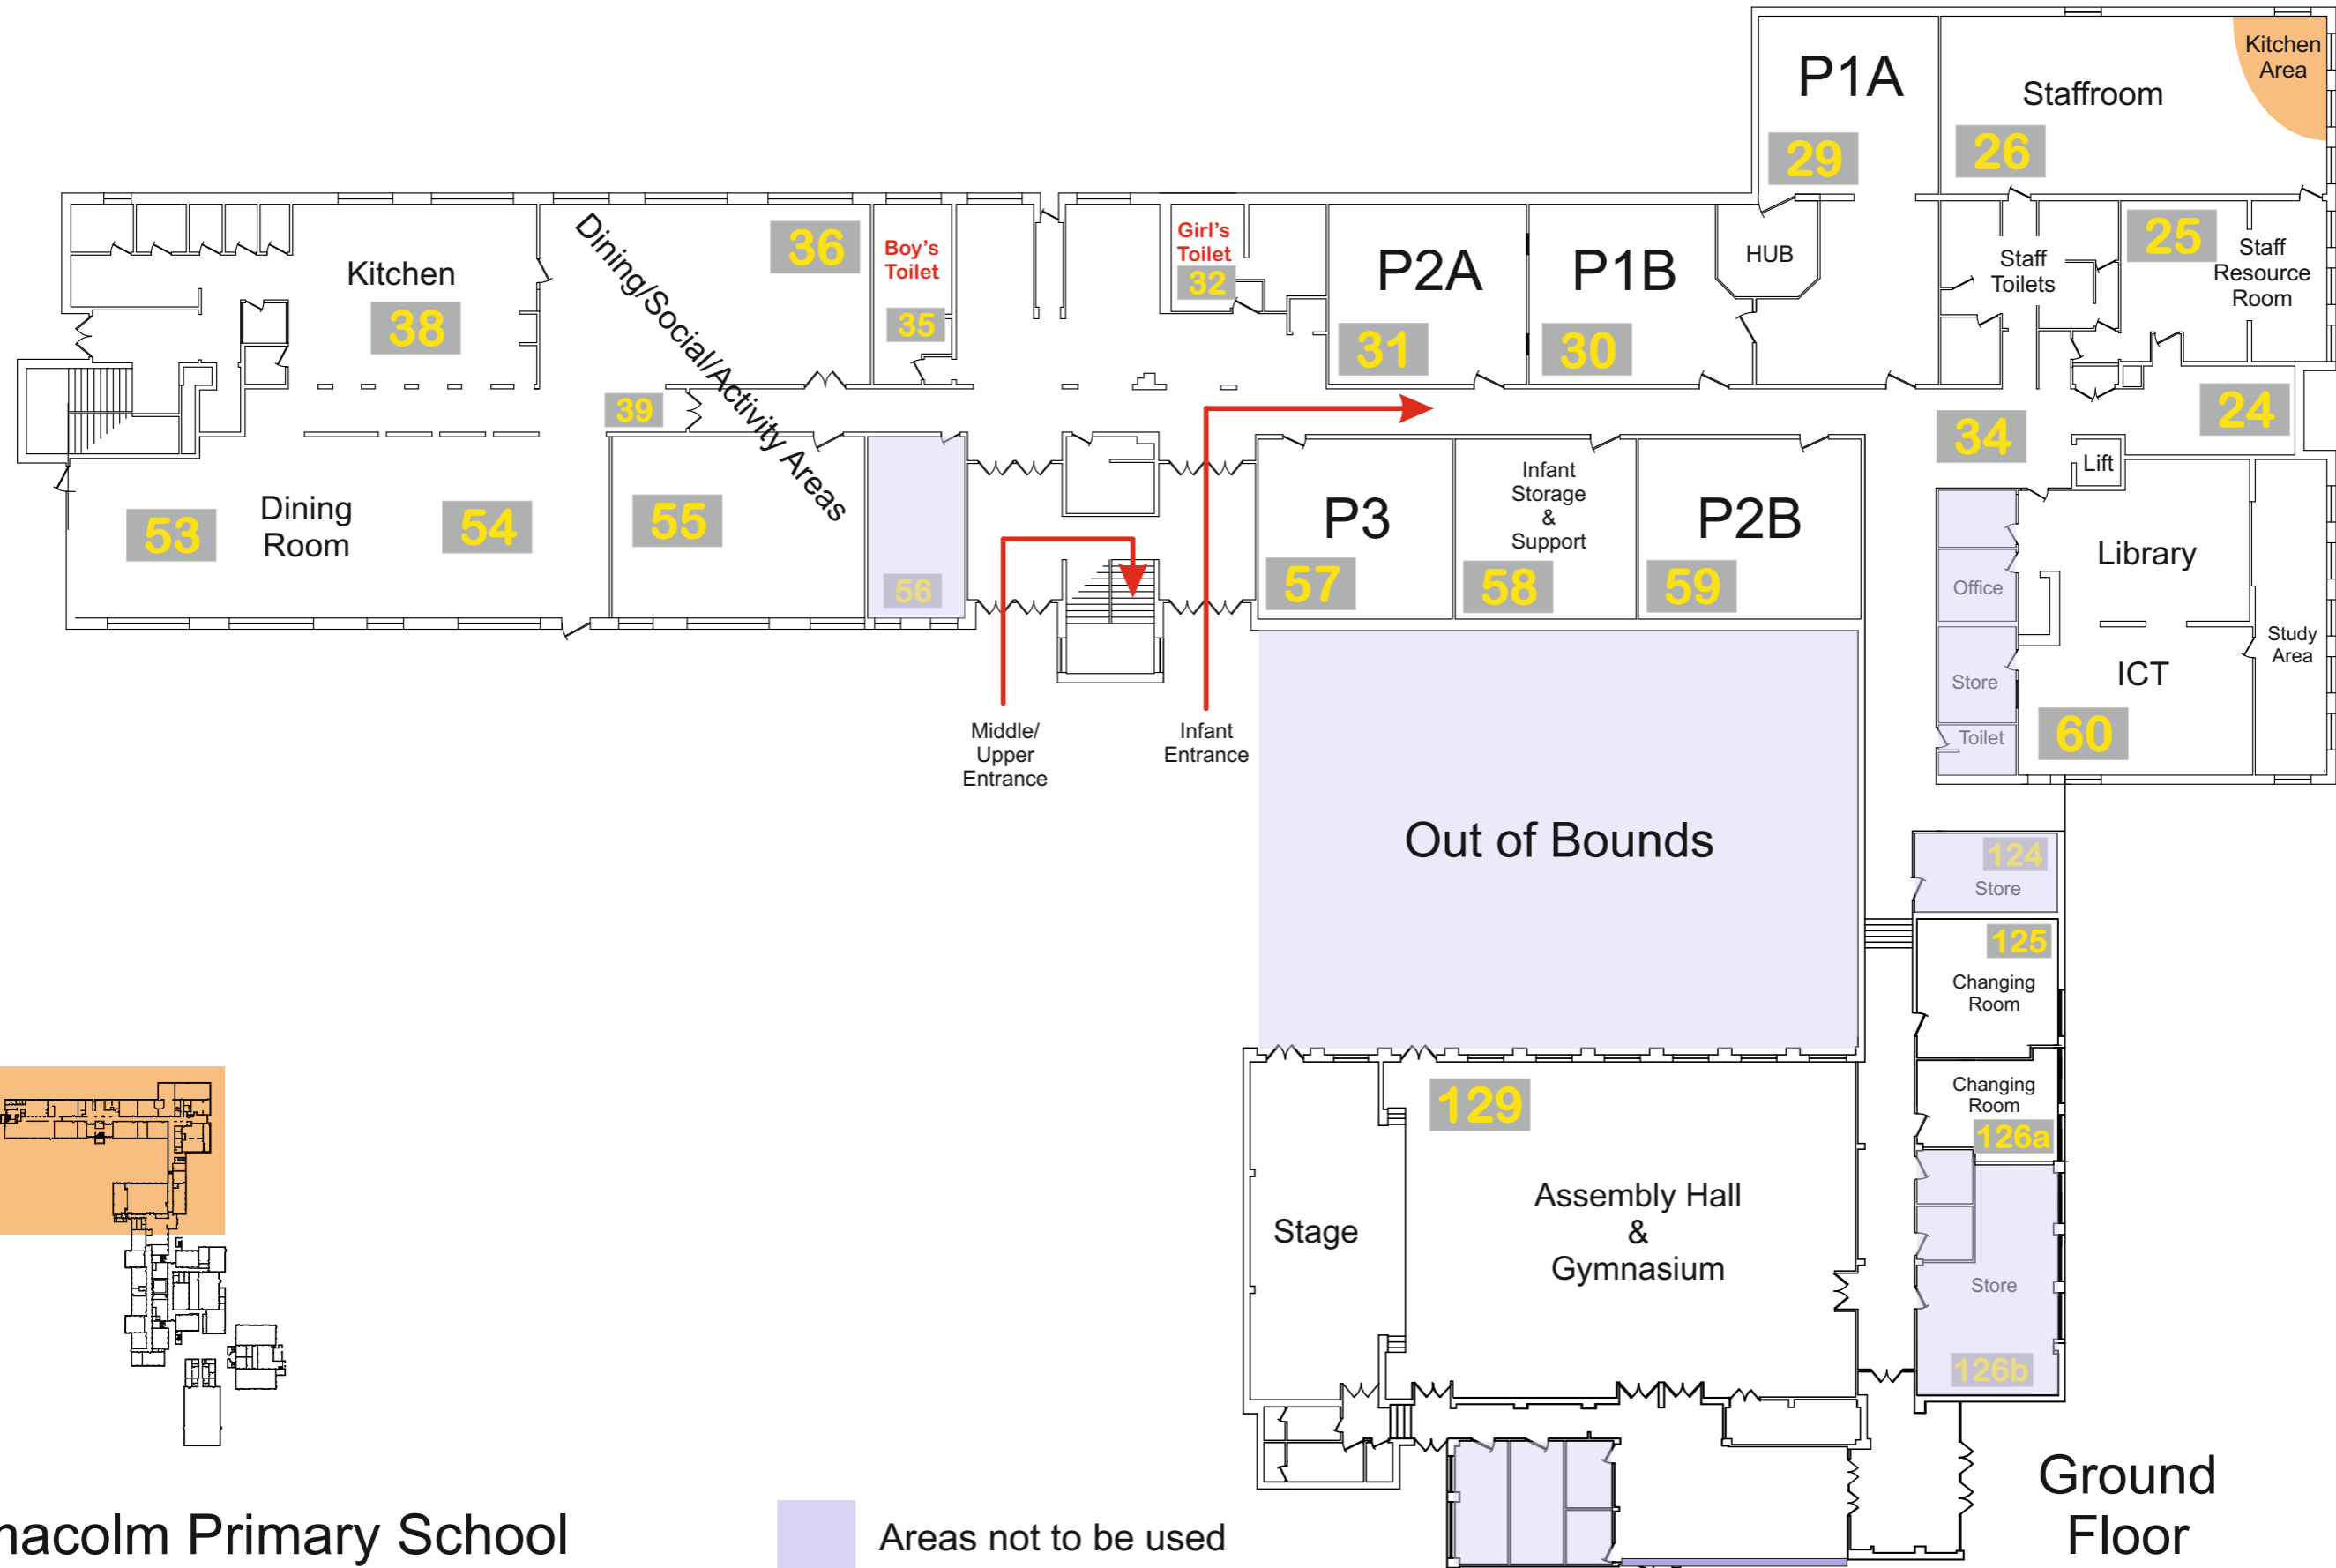 P1A
29
Staffroom
26
Kitchen
Area
Kitchen
38
Dining/Social/Activity Areas
36
Boy's
Toilet
35
Girl's
Toilet
32
P2A
31
P1B
30
HUB
Staff
Toilets
25
Staff
Resource
Room
39
34
24
Lift
53
Dining
Room
54
55
56
P3
57
Infant
Storage
&
Support
58
P2B
59
Office
Store
Toilet
Library
ICT
60
Study
Area
Middle/
Upper
Entrance
Infant
Entrance
Out of Bounds
124
Store
125
Changing
Room
Changing
Room
126a
Store
126b
129
Stage
Assembly Hall
&
Gymnasium
Ground
Floor
macolm Primary School
Areas not to be used